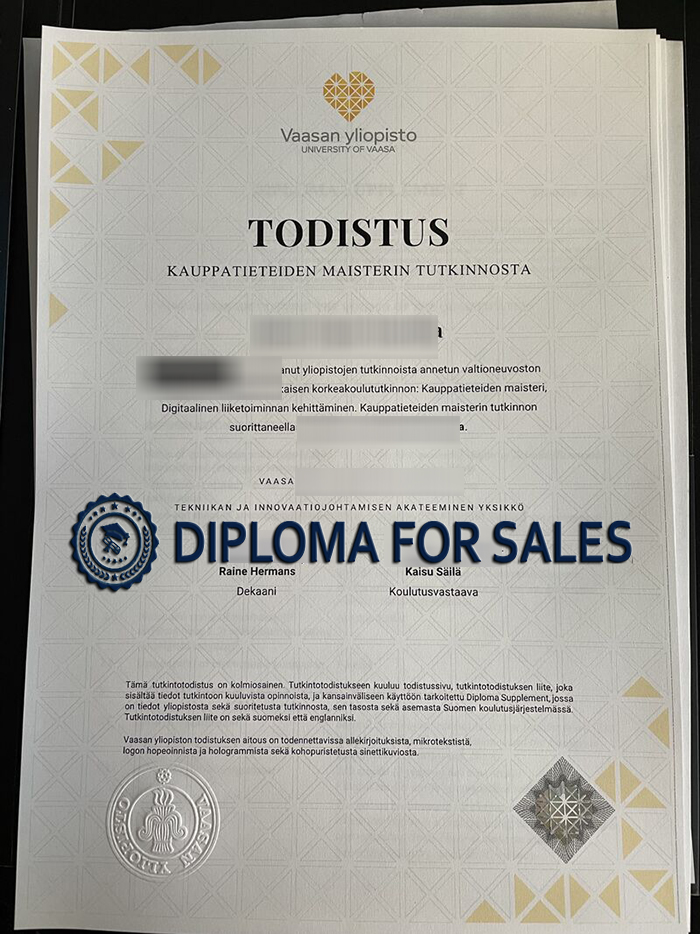 Vaasan yliopisto
UNIVERSITY OF VAASA
TODISTUS
KAUPPATIETEIDEN MAISTERIN TUTKINNOSTA
yliopistojen tutkinnoista annetun valtioneuvoston
korkeakoulututkinnon: Kauppatieteiden maisteri,
Digitaalinen liiketoiminnan kehittäminen. Kauppatieteiden maisterin tutkinnon
suorittaneella
VAASA
TEKNIIKAN JA INNOVAATIOJOHTAMISEN AKATEEMINEN YKSIKKÖ
DIPLOMA FOR SALES
Raine Hermans Kaisu Säilä
Dekaani Koulutusvastaava
Tämä tutkintotodistus on kolmiosainen. Tutkintotodistukseen kuuluu todistussivu, tutkintotodistuksen liite, joka
sisältää tiedot tutkintoon kuuluvista opinnoista, ja kansainväliseen käyttöön tarkoitettu Diploma Supplement, jossa
on tiedot yliopistosta sekä suoritetusta tutkinnosta, sen tasosta sekä asemasta Suomen koulutusjärjestelmässä.
Tutkintotodistuksen liite on sekä suomeksi että englanniksi.
Vaasan yliopiston todistuksen aitous on todennettavissa allekirjoituksista, mikrotekstistä,
logon hopeoinnista ja hologrammista sekä kohopuristetusta sinettikuviosta.
VAASAN YLIOPISTO